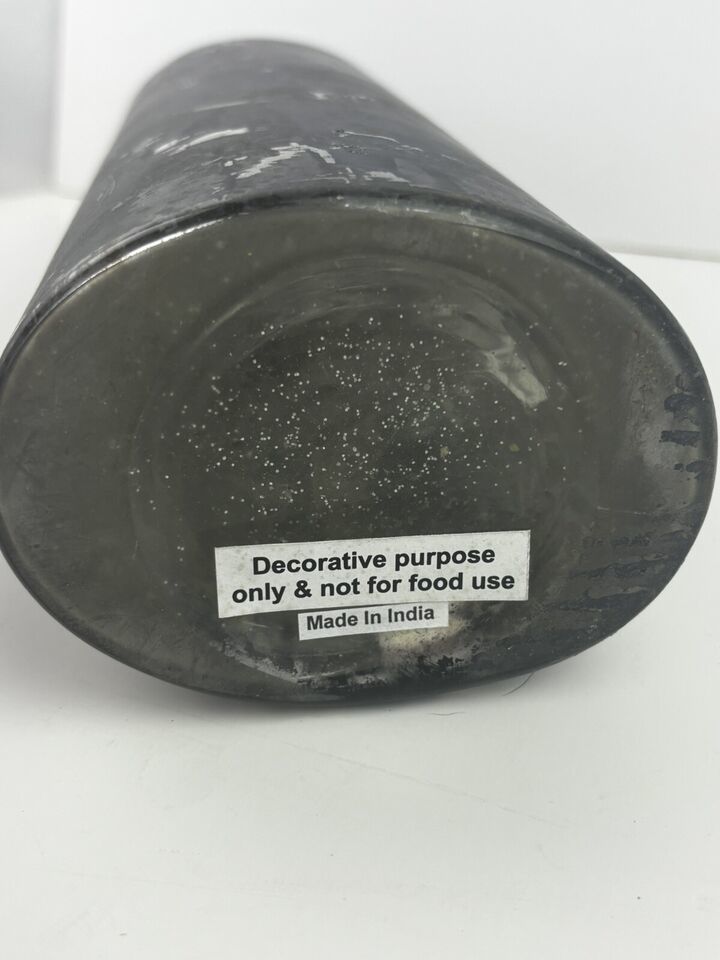 Decorative purpose
only & not for food use
Made In India